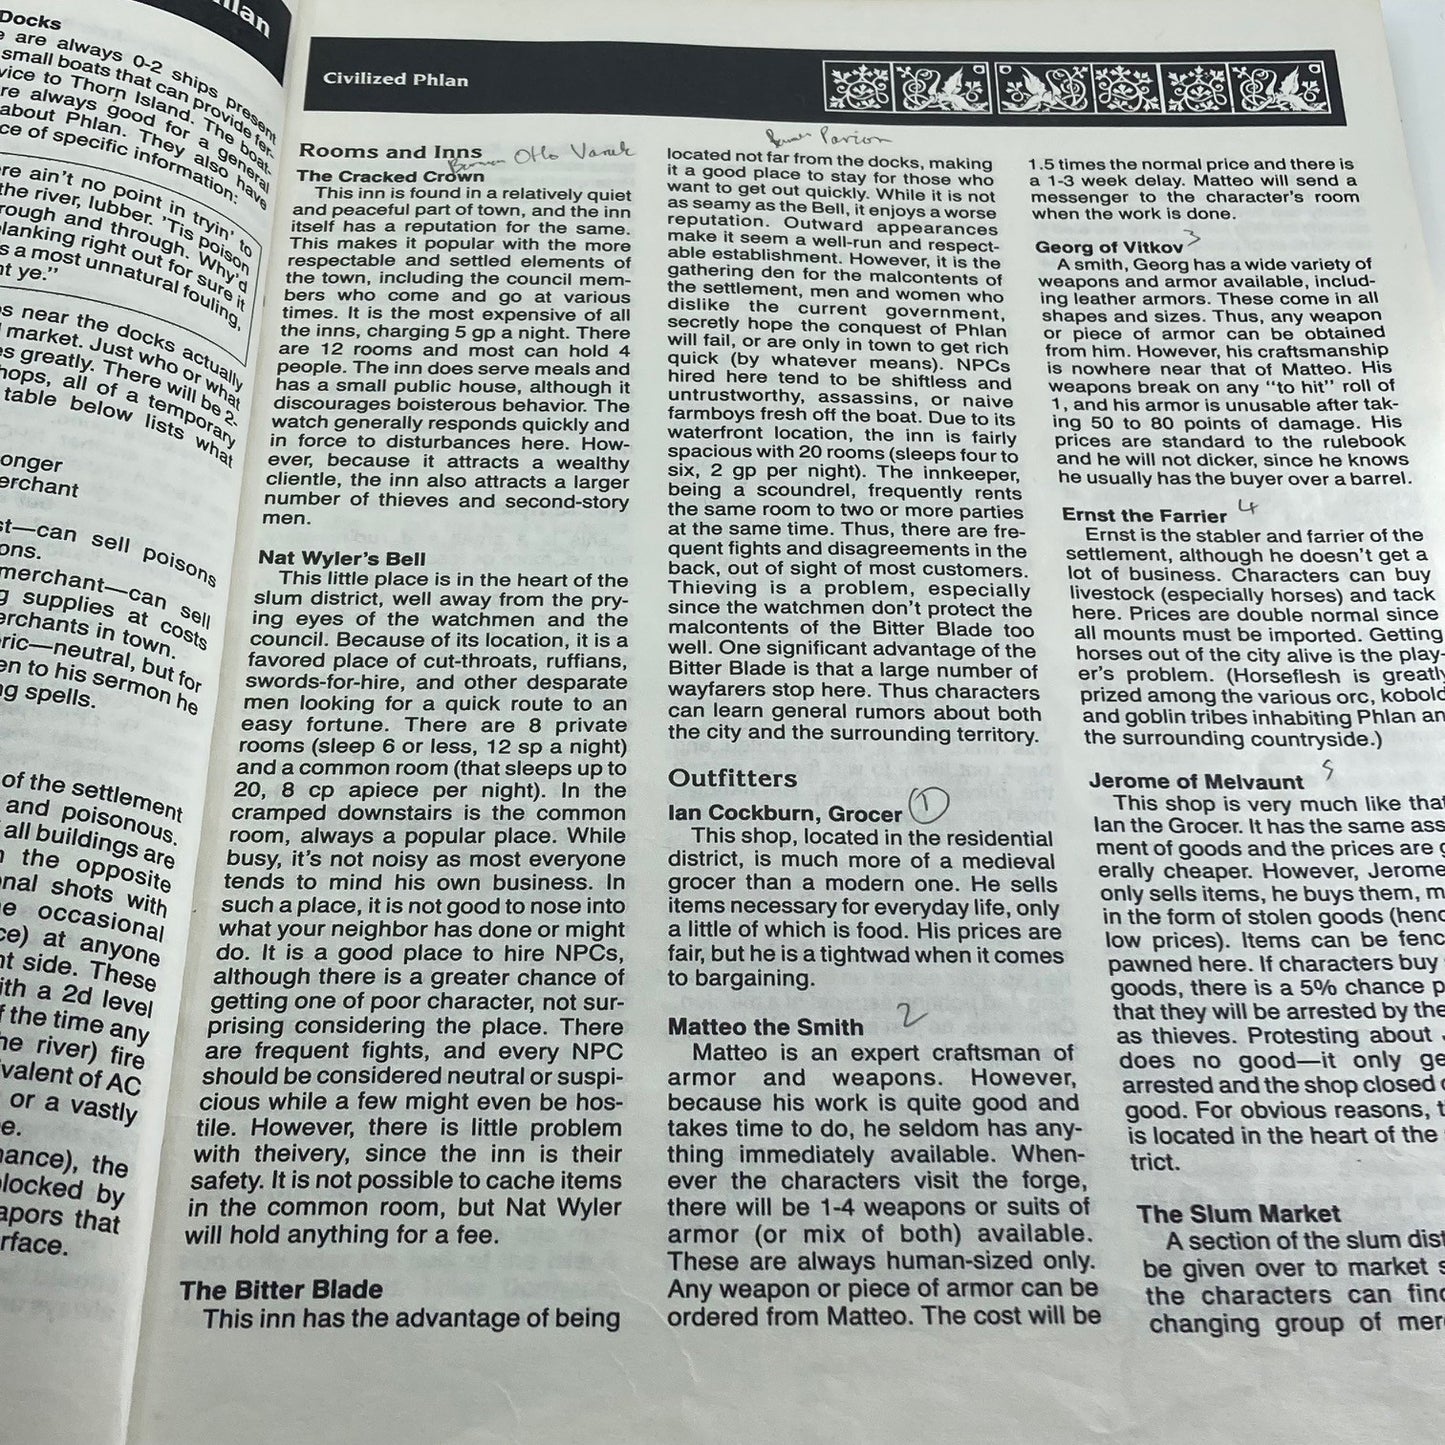 Docks
are always 0-2 ships present
small boats that can provide fer-
vice to Thorn Island. The boat-
re always good for a general
about Phlan. They also have
ce of specific information:
ere ain't no point in tryin' to
the river, lubber. 'Tis poison
rough and through. Why'd
lanking right out for sure it
s a most unnatural fouling,
nt ye."
s near the docks actually
market. Just who or what
es greatly. There will be 2-
hops, all of a temporary
table below lists what
onger
erchant
st—can sell poisons
ons.
merchant—can sell
g supplies at costs
erchants in town.
ric—neutral, but for
en to his sermon he
ng spells.
of the settlement
and poisonous.
all buildings are
the opposite
onal shots with
e occasional
ce) at anyone
nt side. These
ith a 2d level
f the time any
he river) fire
ivalent of AC
or a vastly
e.
ance), the
locked by
apors that
rface.
Civilized Phlan
Rooms and Inns
Otto
The Cracked Crown
This inn is found in a relatively quiet
and peaceful part of town, and the inn
itself has a reputation for the same.
This makes it popular with the more
respectable and settled elements of
the town, including the council mem-
bers who come and go at various
times. It is the most expensive of all
the inns, charging 5 gp a night. There
are 12 rooms and most can hold 4
people. The inn does serve meals and
has a small public house, although it
discourages boisterous behavior. The
watch generally responds quickly and
in force to disturbances here. How-
ever, because it attracts a wealthy
clientle, the inn also attracts a larger
number of thieves and second-story
men.
Nat Wyler's Bell
This little place is in the heart of the
slum district, well away from the pry-
ing eyes of the watchmen and the
council. Because of its location, it is a
favored place of cut-throats, ruffians,
swords-for-hire, and other desparate
men looking for a quick route to an
easy fortune. There are 8 private
rooms (sleep 6 or less, 12 sp a night)
and a common room (that sleeps up to
20, 8 cp apiece per night). In the
cramped downstairs is the common
room, always a popular place. While
busy, it's not noisy as most everyone
tends to mind his own business. In
such a place, it is not good to nose into
what your neighbor has done or might
do. It is a good place to hire NPCs,
although there is a greater chance of
getting one of poor character, not sur-
prising considering the place. There
are frequent fights, and every NPC
should be considered neutral or suspi-
cious while a few might even be hos-
tile. However, there is little problem
with theivery, since the inn is their
safety. It is not possible to cache items
in the common room, but Nat Wyler
will hold anything for a fee.
The Bitter Blade
This inn has the advantage of being
located not far from the docks, making
it a good place to stay for those who
want to get out quickly. While it is not
as seamy as the Bell, it enjoys a worse
reputation. Outward appearances
make it seem a well-run and respect-
able establishment. However, it is the
gathering den for the malcontents of
the settlement, men and women who
dislike the current government,
secretly hope the conquest of Phlan
will fail, or are only in town to get rich
quick (by whatever means). NPCs
hired here tend to be shiftless and
untrustworthy, assassins, or naive
farmboys fresh off the boat. Due to its
waterfront location, the inn is fairly
spacious with 20 rooms (sleeps four to
six, 2 gp per night). The innkeeper,
being a scoundrel, frequently rents
the same room to two or more parties
at the same time. Thus, there are fre-
quent fights and disagreements in the
back, out of sight of most customers.
Thieving is a problem, especially
since the watchmen don't protect the
malcontents of the Bitter Blade too
well. One significant advantage of the
Bitter Blade is that a large number of
wayfarers stop here. Thus characters
can learn general rumors about both
the city and the surrounding territory.
Outfitters
Ian Cockburn, Grocer 1
This shop, located in the residential
district, is much more of a medieval
grocer than a modern one. He sells
items necessary for everyday life, only
a little of which is food. His prices are
fair, but he is a tightwad when it comes
to bargaining.
Matteo the Smith 2
Matteo is an expert craftsman of
armor and weapons. However,
because his work is quite good and
takes time to do, he seldom has any-
thing immediately available. When-
ever the characters visit the forge,
there will be 1-4 weapons or suits of
armor (or mix of both) available.
These are always human-sized only.
Any weapon or piece of armor can be
ordered from Matteo. The cost will be
1.5 times the normal price and there is
a 1-3 week delay. Matteo will send a
messenger to the character's room
when the work is done.
Georg of Vitkov 3
A smith, Georg has a wide variety of
weapons and armor available, includ-
ing leather armors. These come in all
shapes and sizes. Thus, any weapon
or piece of armor can be obtained
from him. However, his craftsmanship
is nowhere near that of Matteo. His
weapons break on any "to hit" roll of
1, and his armor is unusable after tak-
ing 50 to 80 points of damage. His
prices are standard to the rulebook
and he will not dicker, since he knows
he usually has the buyer over a barrel.
Ernst the Farrier 4
Ernst is the stabler and farrier of the
settlement, although he doesn't get a
lot of business. Characters can buy
livestock (especially horses) and tack
here. Prices are double normal since
all mounts must be imported. Getting
horses out of the city alive is the play-
er's problem. (Horseflesh is greatly
prized among the various orc, kobold
and goblin tribes inhabiting Phlan an
the surrounding countryside.)
Jerome of Melvaunt 5
This shop is very much like that
Ian the Grocer. It has the same ass
ment of goods and the prices are g
erally cheaper. However, Jerome
only sells items, he buys them, m
in the form of stolen goods (henc
low prices). Items can be fenc
pawned here. If characters buy
goods, there is a 5% chance p
that they will be arrested by the
as thieves. Protesting about
does no good—it only ge
arrested and the shop closed
good. For obvious reasons, t
is located in the heart of the
trict.
The Slum Market
A section of the slum dist
be given over to market s
the characters can find
changing group of mer